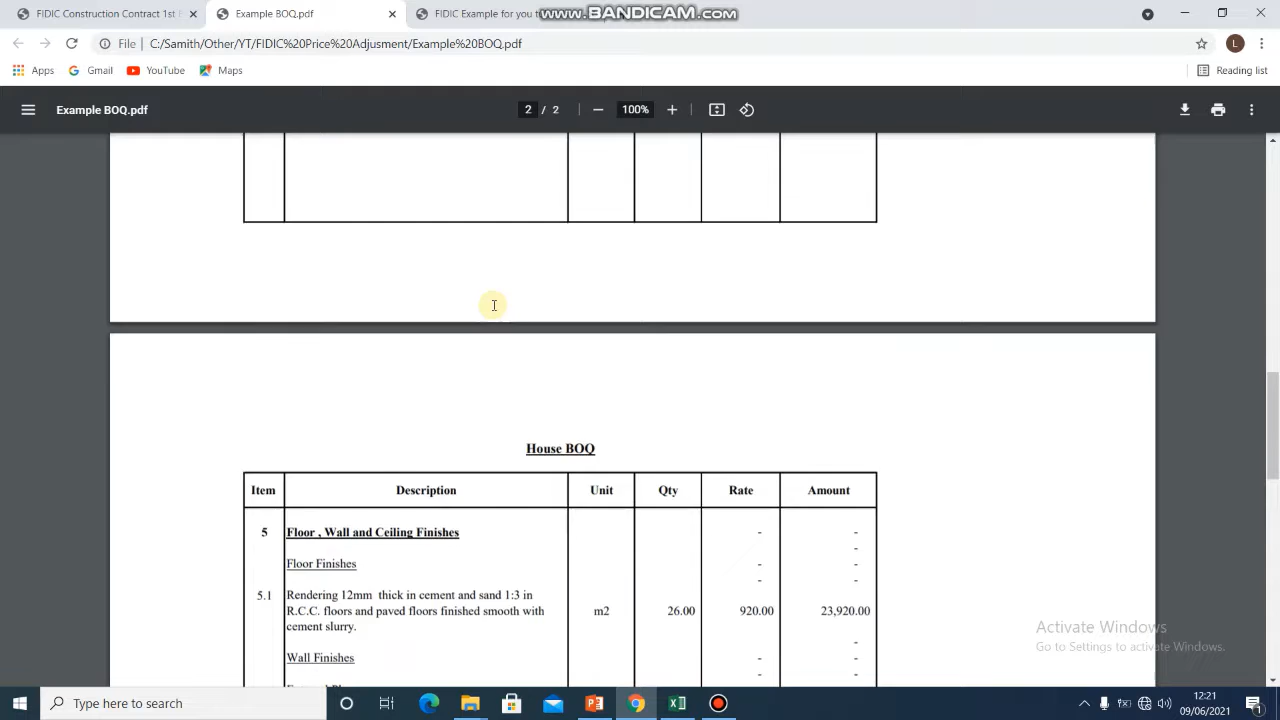 FIDIC Construction Contract 1st
Example BOQ.pdf
FIDIC Example for you t
www.BANDICAM.com
File
C:/Samith/Other/YT/FIDIC%20Price%20Adjusment/Example%20BOQ.pdf
L
Apps
Gmail
YouTube
Maps
Reading list
Example BOQ.pdf
2 / 2
100%
House BOQ
Item Description Unit Qty Rate Amount
5 Floor , Wall and Ceiling Finishes - -
-
Floor Finishes - -
- -
5.1 Rendering 12mm thick in cement and sand 1:3 in
R.C.C. floors and paved floors finished smooth with m2 26.00 920.00 23,920.00
cement slurry.
-
Wall Finishes - -
- -
Activate Windows
Go to Settings to activate Windows.
Type here to search
12:21
09/06/2021
1